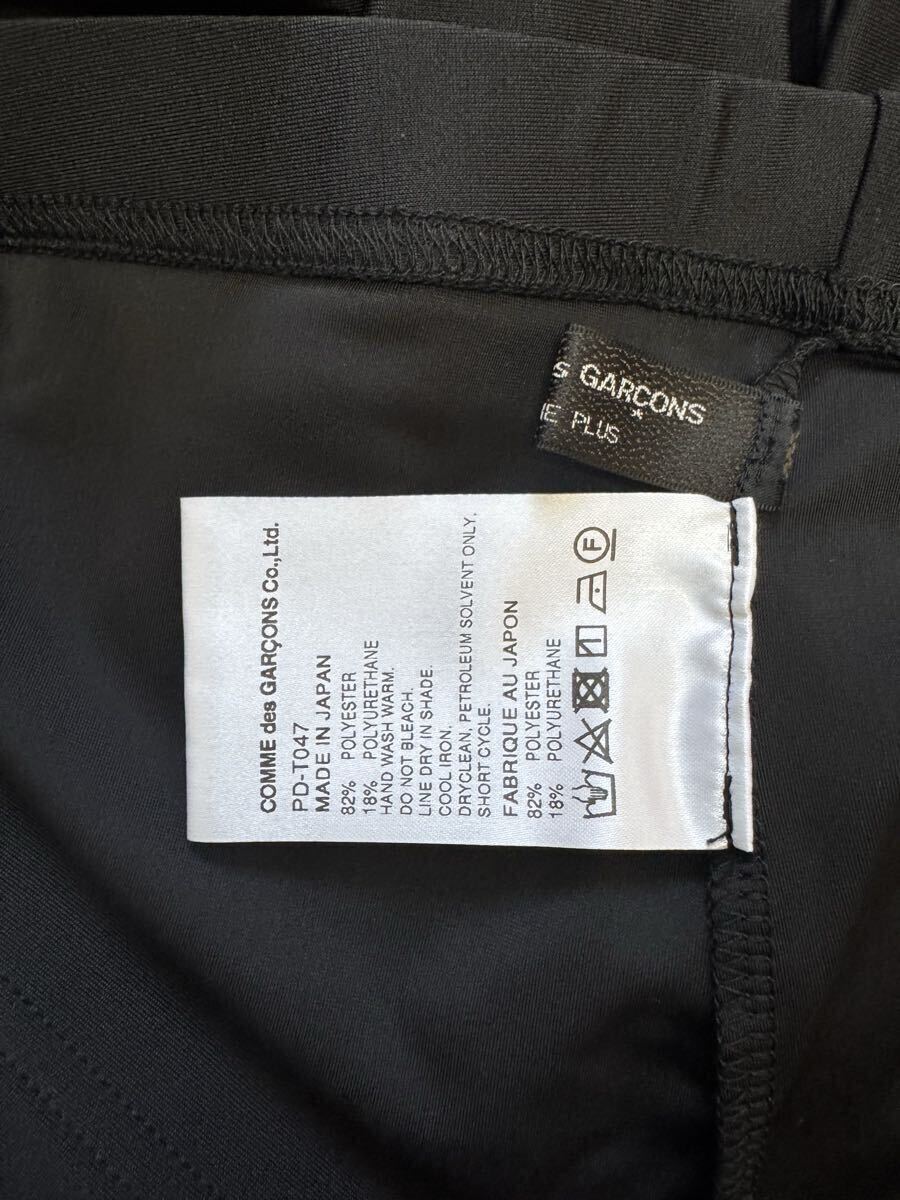 S GARCONS
*
E PLUS
COMME des GARÇONS Co.,Ltd.
PD-T047
MADE IN JAPAN
82% POLYESTER
18% POLYURETHANE
HAND WASH WARM.
DO NOT BLEACH.
LINE DRY IN SHADE.
COOL IRON.
DRYCLEAN, PETROLEUM SOLVENT ONLY,
SHORT CYCLE.
FABRIQUE AU JAPON
82% POLYESTER
18% POLYURETHANE
F